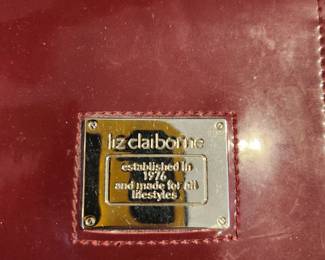 liz claiborne
established in
1976
and made for all
lifestyles